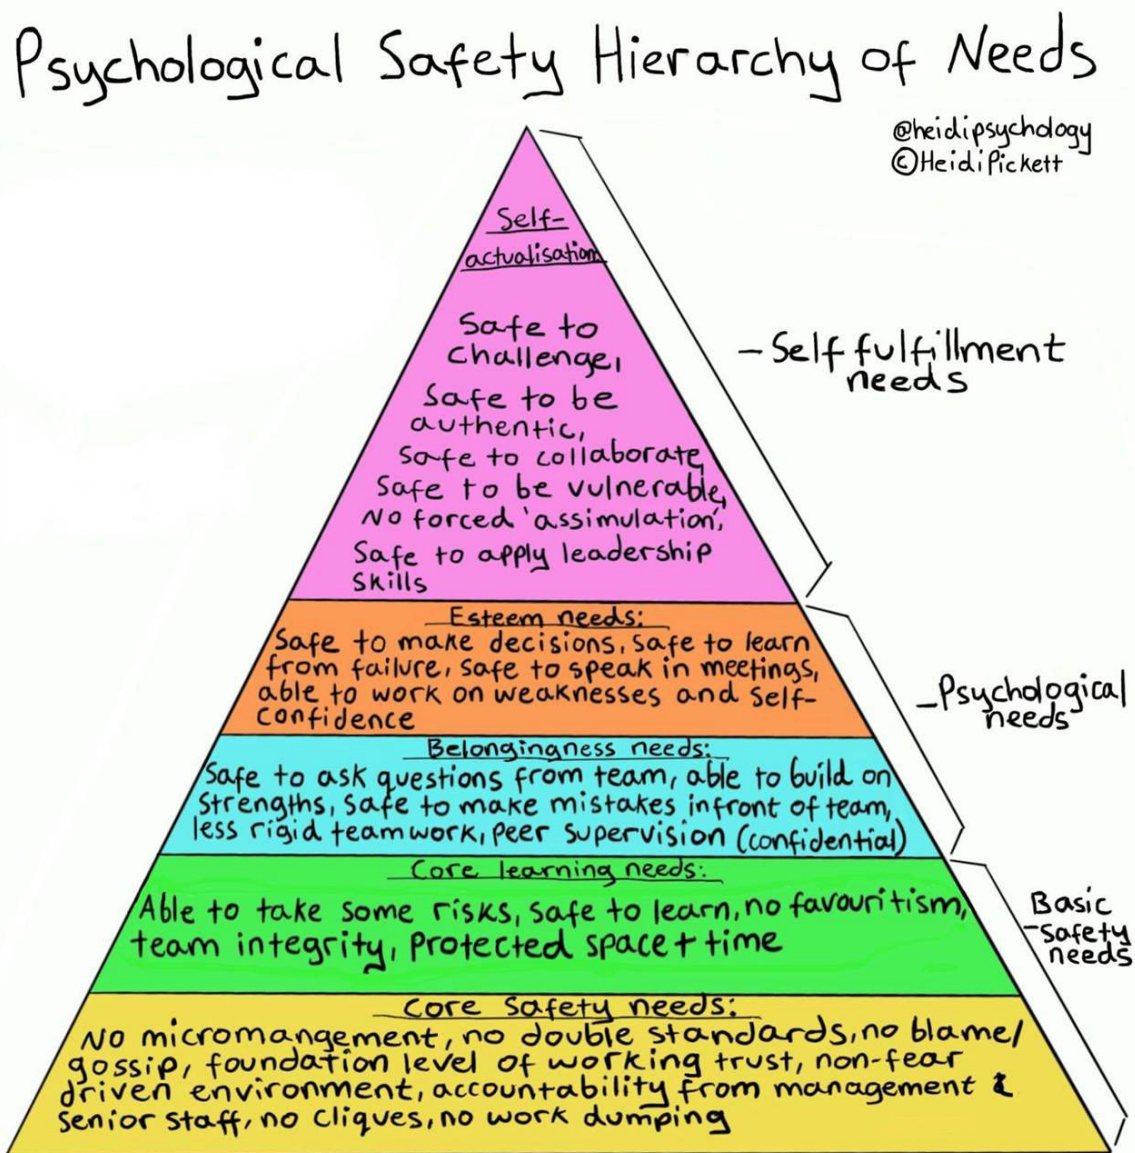 Psychological Safety Hierarchy of Needs
@heidipsychology
©HeidiPickett
Self-
actualisation
Safe to
challenge,
Safe to be
authentic,
Safe to collaborate,
Safe to be vulnerable,
No forced 'assimulation',
Safe to apply leadership
skills
- Self fulfillment
needs
Esteem needs:
Safe to make decisions, safe to learn
from failure, safe to speak in meetings,
able to work on weaknesses and self-
confidence
- Psychological
needs
Belongingness needs:
Safe to ask questions from team, able to build on
strengths, safe to make mistakes infront of team,
less rigid teamwork, peer supervision (confidential)
Core learning needs:
Able to take some risks, safe to learn, no favouritism,
team integrity, protected space + time
Basic
- safety
needs
Core safety needs:
No micromangement, no double standards, no blame/
gossip, foundation level of working trust, non-fear
driven environment, accountability from management &
senior staff, no cliques, no work dumping